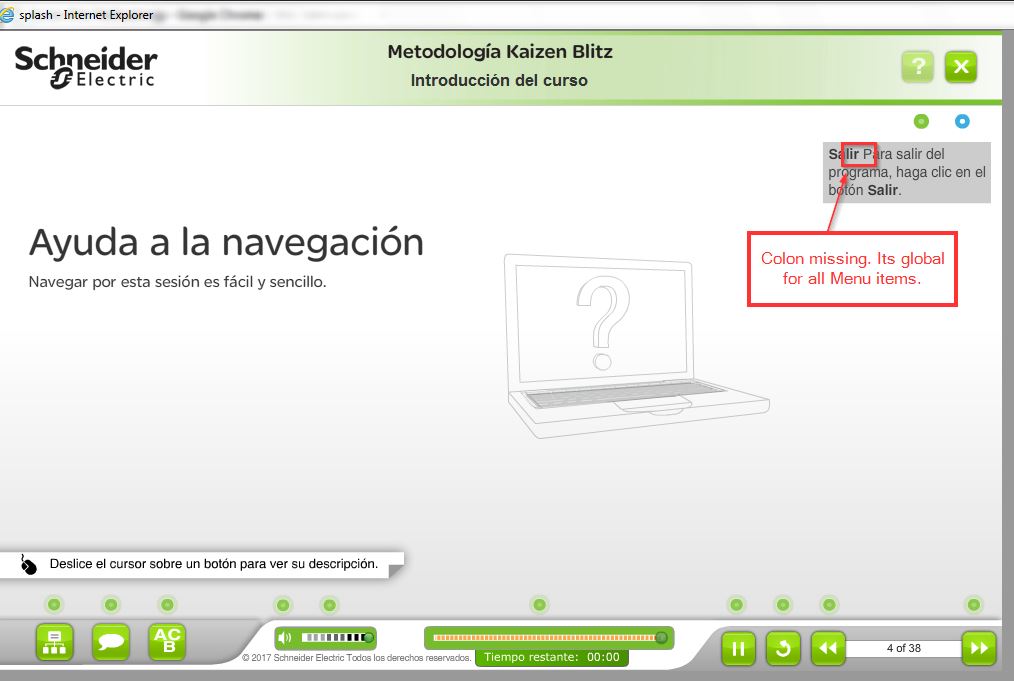 splash - Internet Explorer
Schneider
Electric
Metodología Kaizen Blitz
Introducción del curso
?
X
Salir Para salir del
programa, haga clic en el
botón Salir.
Ayuda a la navegación
Navegar por esta sesión es fácil y sencillo.
?
Colon missing. Its global
for all Menu items.
Deslice el cursor sobre un botón para ver su descripción.
AC
B
© 2017 Schneider Electric Todos los derechos reservados.
Tiempo restante: 00:00
4 of 38